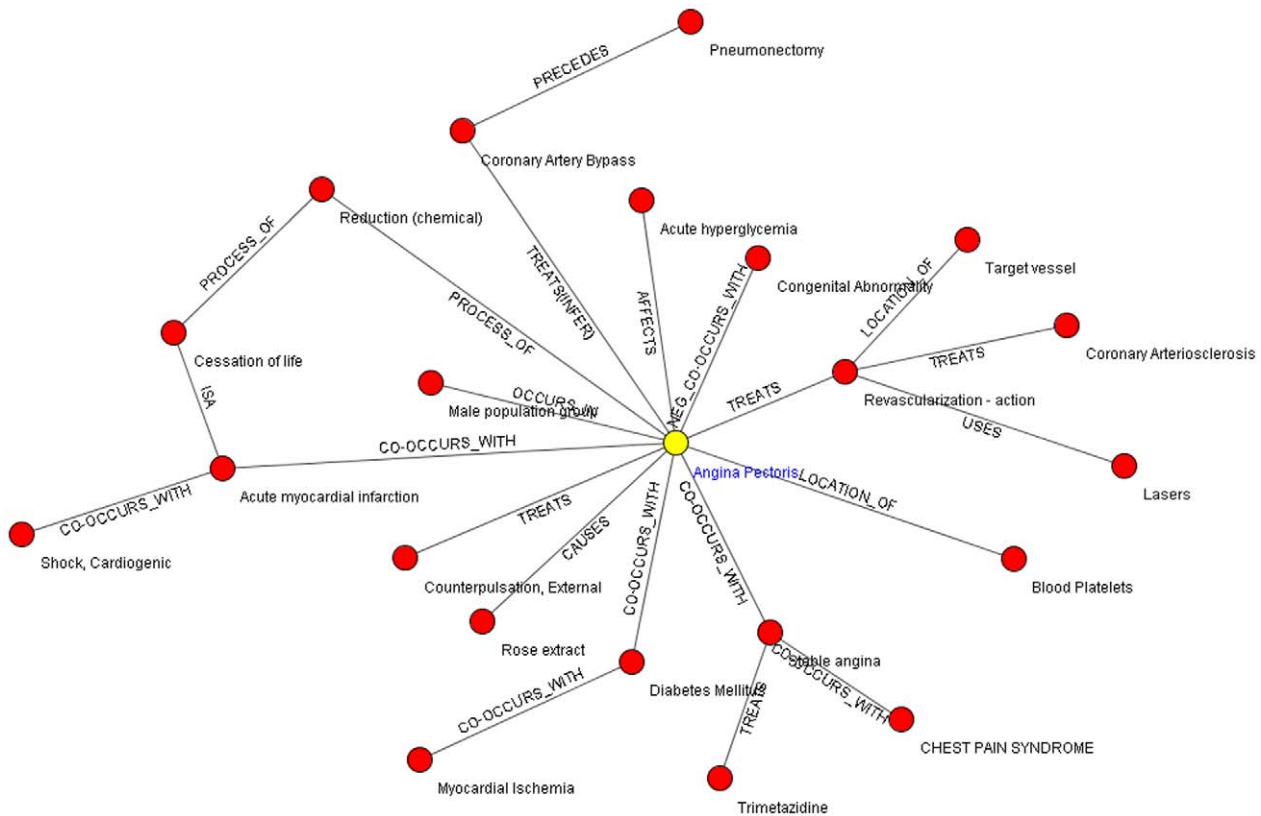 Pneumonectomy
PRECEDES
Coronary Artery Bypass
Reduction (chemical)
Acute hyperglycemia
PROCESS_OF
TREATS(INFER)
Target vessel
Congenital Abnormality
LOCATION_OF
NEG_CO-OCCURS_WITH
AFFECTS
PROCESS_OF
Coronary Arteriosclerosis
TREATS
Cessation of life
ISA
OCCURS_IN
Male population group
TREATS
Revascularization - action
USES
CO-OCCURS_WITH
Angina Pectoris
LOCATION_OF
Lasers
Acute myocardial infarction
CO-OCCURS_WITH
TREATS
CAUSES
CO-OCCURS_WITH
CO-OCCURS_WITH
Shock, Cardiogenic
Counterpulsation, External
Blood Platelets
Rose extract
Stable angina
CO-OCCURS_WITH
Diabetes Mellitus
CO-OCCURS_WITH
TREATS
CHEST PAIN SYNDROME
Myocardial Ischemia
Trimetazidine